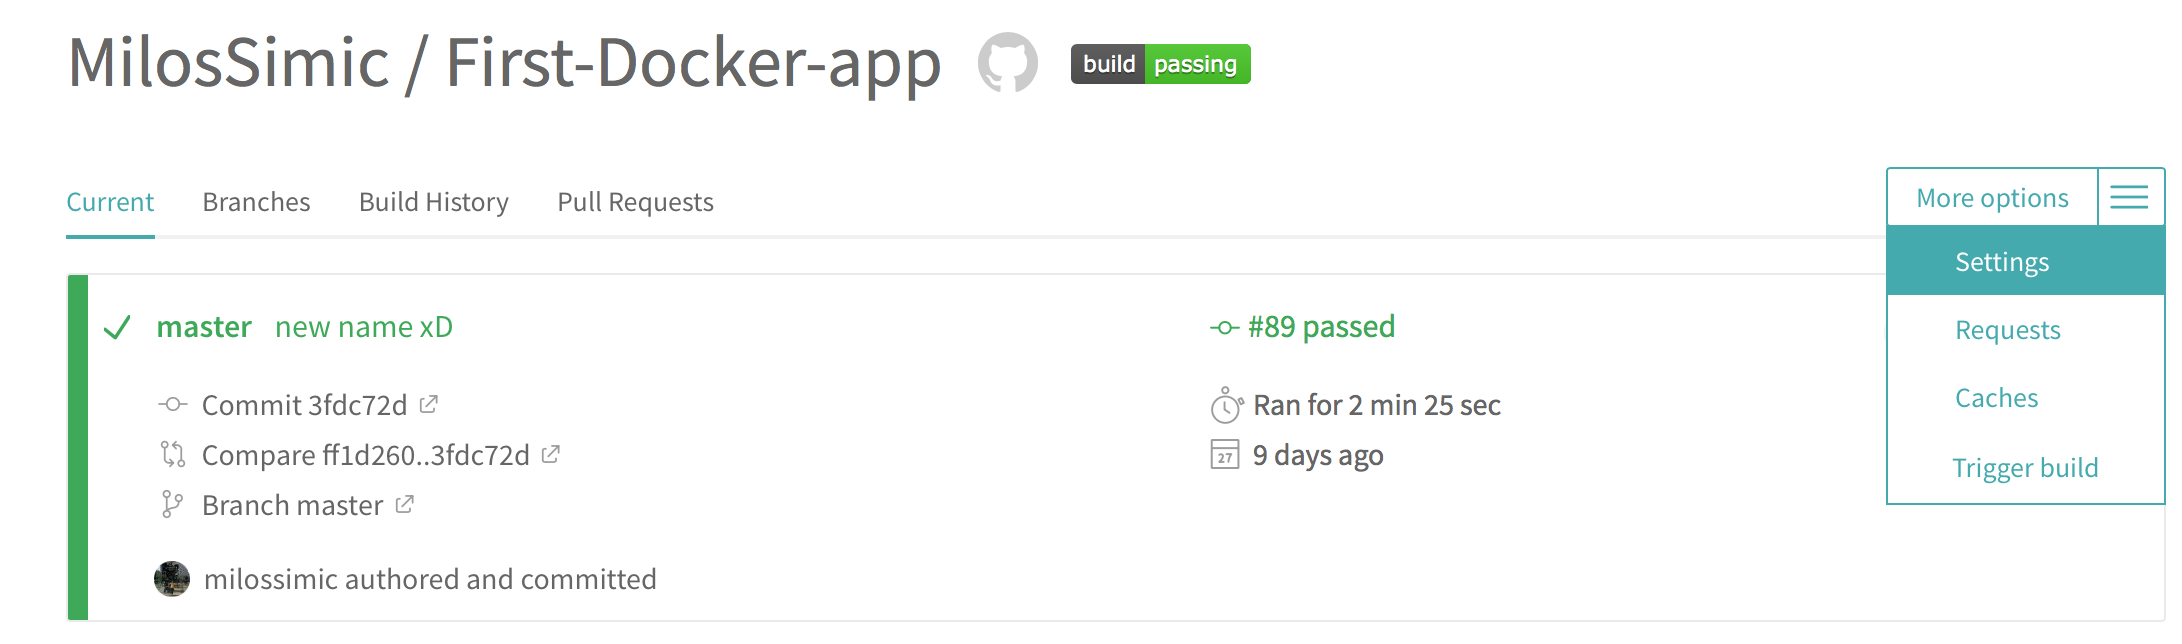 MilosSimic / First-Docker-app build passing
Current Branches Build History Pull Requests More options
Settings
Requests
Caches
Trigger build
master new name xD #89 passed
Commit 3fdc72d Ran for 2 min 25 sec
Compare ff1d260..3fdc72d 27 9 days ago
Branch master
milossimic authored and committed